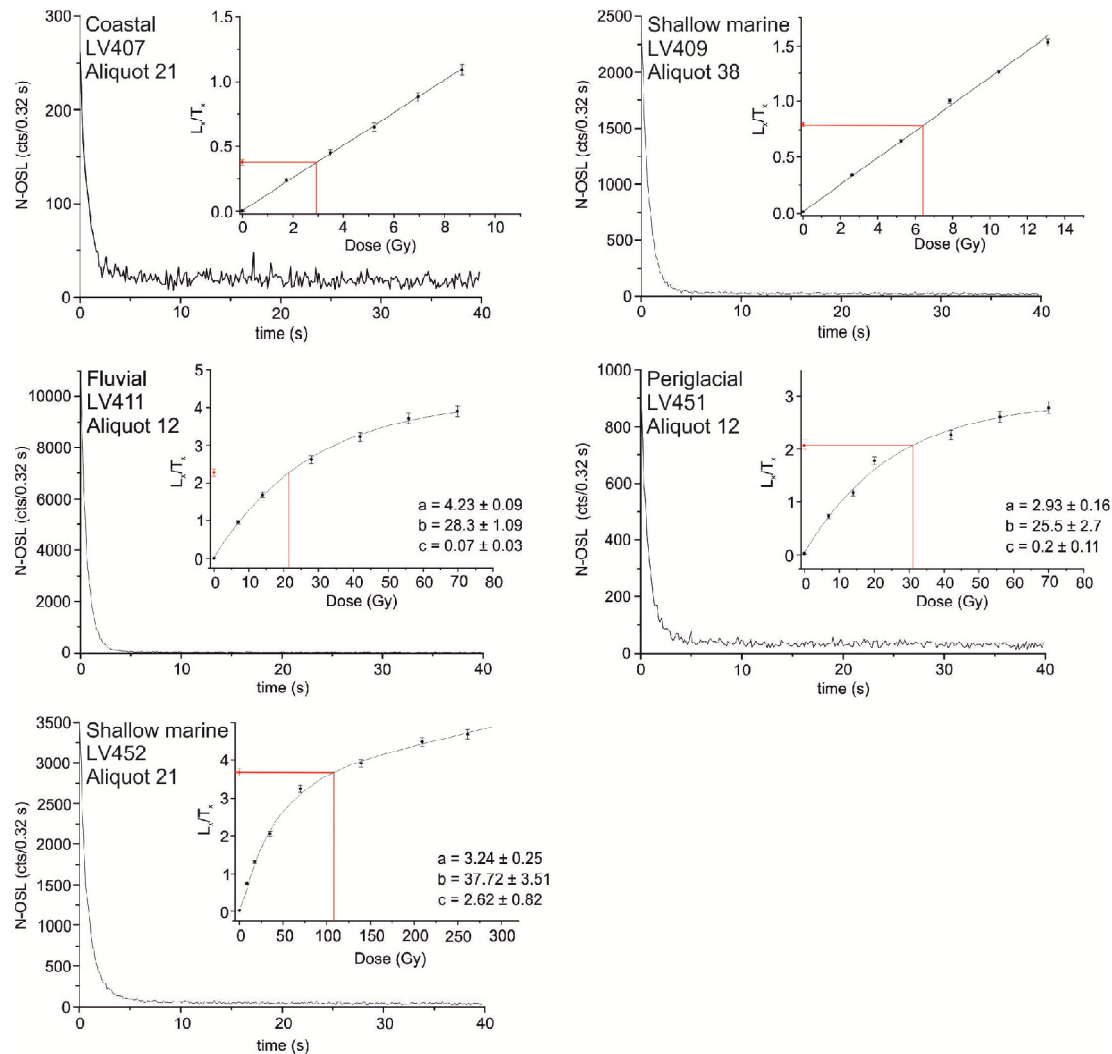 Coastal
LV407
Aliquot 21
N-OSL (cts/0.32 s)
300
200
100
0
0 10 20 30 40
time (s)
Lx/Tx
1.5
1.0
0.5
0.0
0 2 4 6 8 10
Dose (Gy)
Shallow marine
LV409
Aliquot 38
N-OSL (cts/0.32 s)
2500
2000
1500
1000
500
0
0 10 20 30 40
time (s)
Lx/Tx
1.5
1.0
0.5
0.0
0 2 4 6 8 10 12 14
Dose (Gy)
Fluvial
LV411
Aliquot 12
N-OSL (cts/0.32 s)
10000
8000
6000
4000
2000
0
0 10 20 30 40
time (s)
Lx/Tx
5
4
3
2
1
0
0 10 20 30 40 50 60 70 80
Dose (Gy)
a = 4.23 ± 0.09
b = 28.3 ± 1.09
c = 0.07 ± 0.03
Periglacial
LV451
Aliquot 12
N-OSL (cts/0.32 s)
1000
800
600
400
200
0
0 10 20 30 40
time (s)
Lx/Tx
3
2
1
0
0 10 20 30 40 50 60 70 80
Dose (Gy)
a = 2.93 ± 0.16
b = 25.5 ± 2.7
c = 0.2 ± 0.11
Shallow marine
LV452
Aliquot 21
N-OSL (cts/0.32 s)
3500
3000
2500
2000
1500
1000
500
0
0 10 20 30 40
time (s)
Lx/Tx
4
3
2
1
0
0 50 100 150 200 250 300
Dose (Gy)
a = 3.24 ± 0.25
b = 37.72 ± 3.51
c = 2.62 ± 0.82